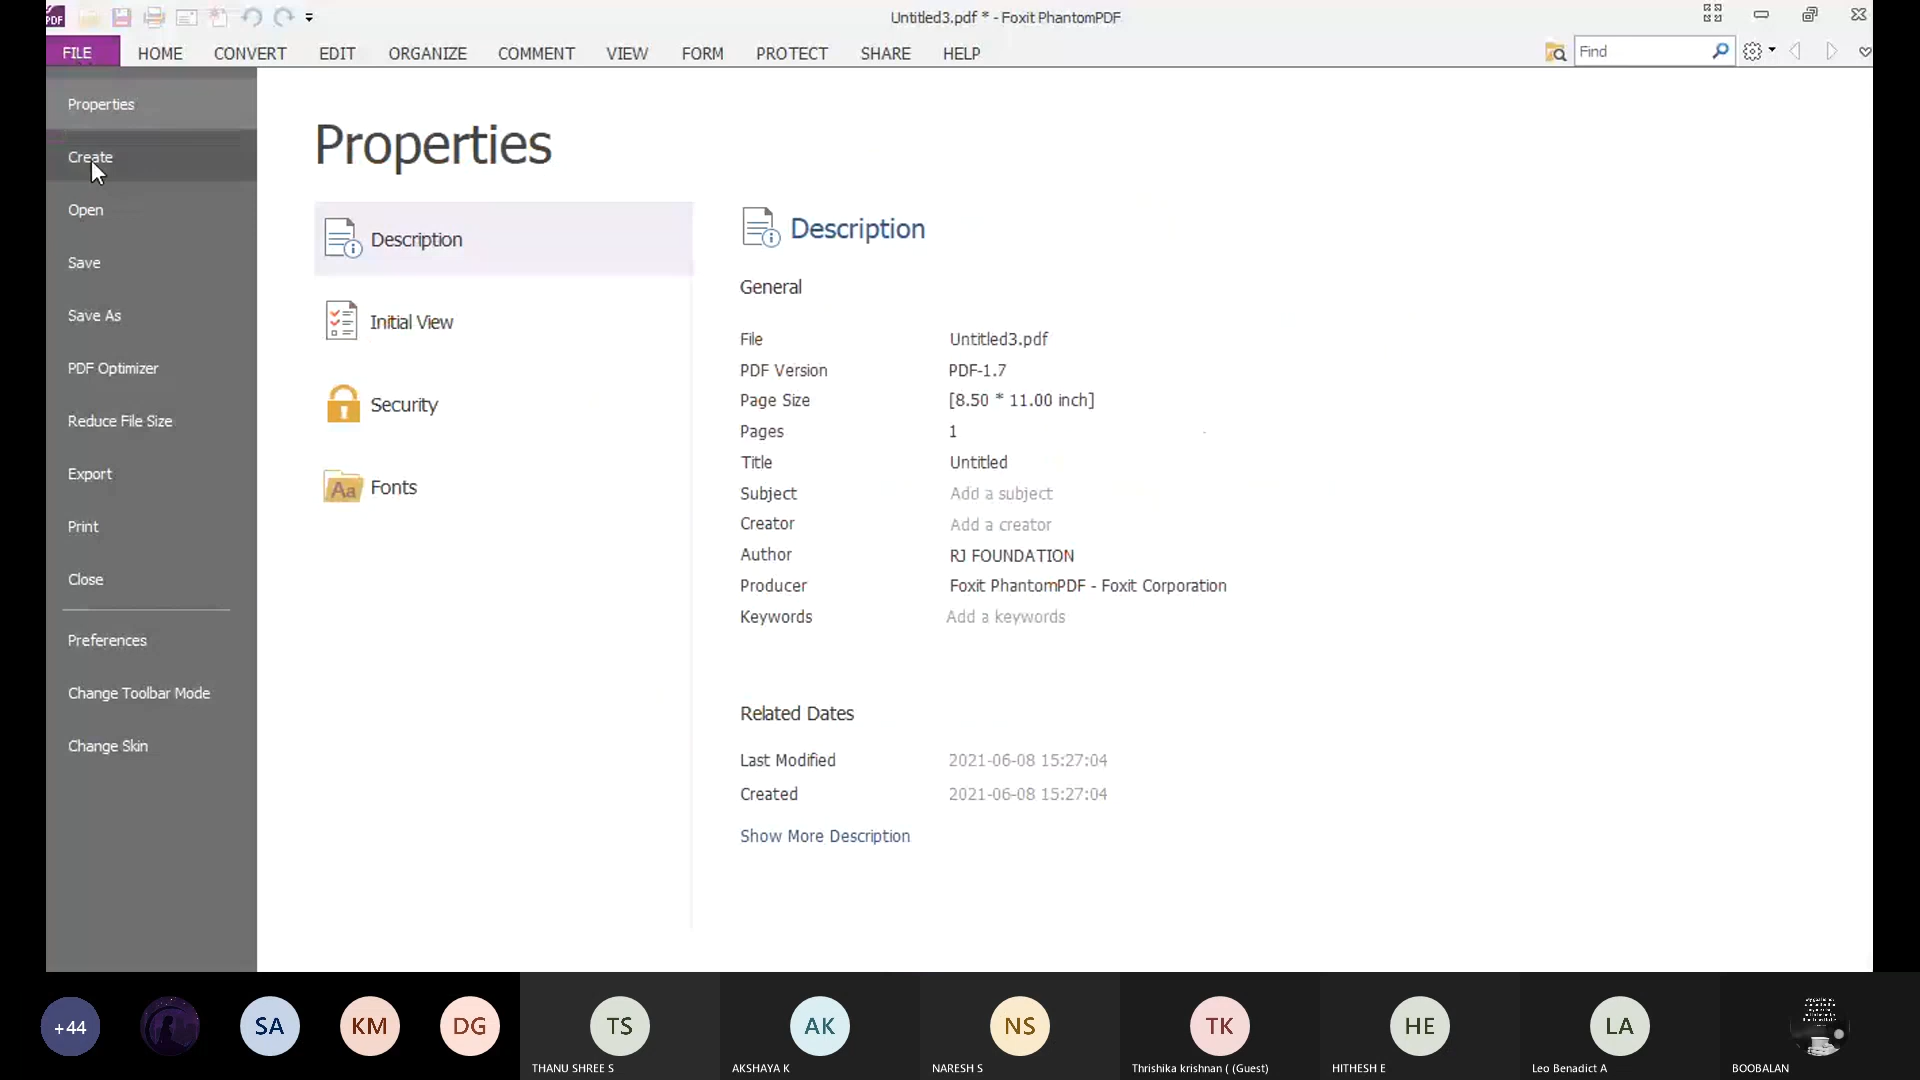 PDF
Untitled3.pdf * - Foxit PhantomPDF
FILE HOME CONVERT EDIT ORGANIZE COMMENT VIEW FORM PROTECT SHARE HELP
Find
Properties
Create
Open
Save
Save As
PDF Optimizer
Reduce File Size
Export
Print
Close
Preferences
Change Toolbar Mode
Change Skin
Properties
Description
Initial View
Security
Aa Fonts
Description
General
File Untitled3.pdf
PDF Version PDF-1.7
Page Size [8.50 * 11.00 inch]
Pages 1
Title Untitled
Subject Add a subject
Creator Add a creator
Author RJ FOUNDATION
Producer Foxit PhantomPDF - Foxit Corporation
Keywords Add a keywords
Related Dates
Last Modified 2021-06-08 15:27:04
Created 2021-06-08 15:27:04
Show More Description
+44 SA KM DG TS AK NS TK HE LA
THANU SHREE S AKSHAYA K NARESH S Thrishika krishnan ( (Guest) HITHESH E Leo Benadict A BOOBALAN